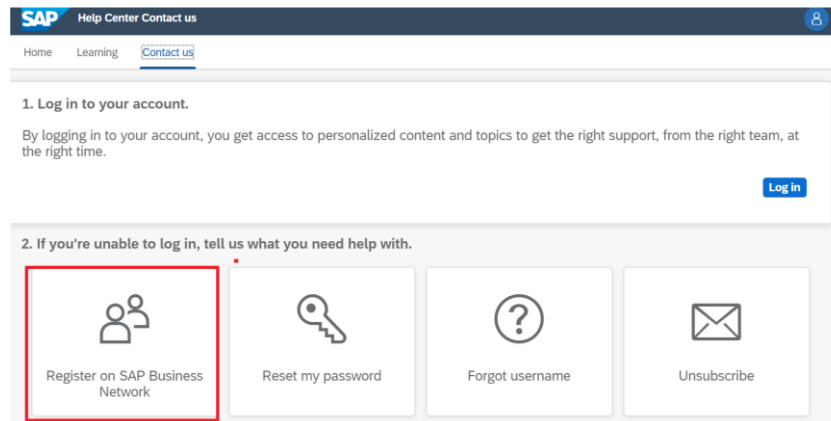 SAP Help Center Contact us
Home Learning Contact us
1. Log in to your account.
By logging in to your account, you get access to personalized content and topics to get the right support, from the right team, at
the right time.
Log in
2. If you're unable to log in, tell us what you need help with.
Register on SAP Business
Network
Reset my password
Forgot username
Unsubscribe